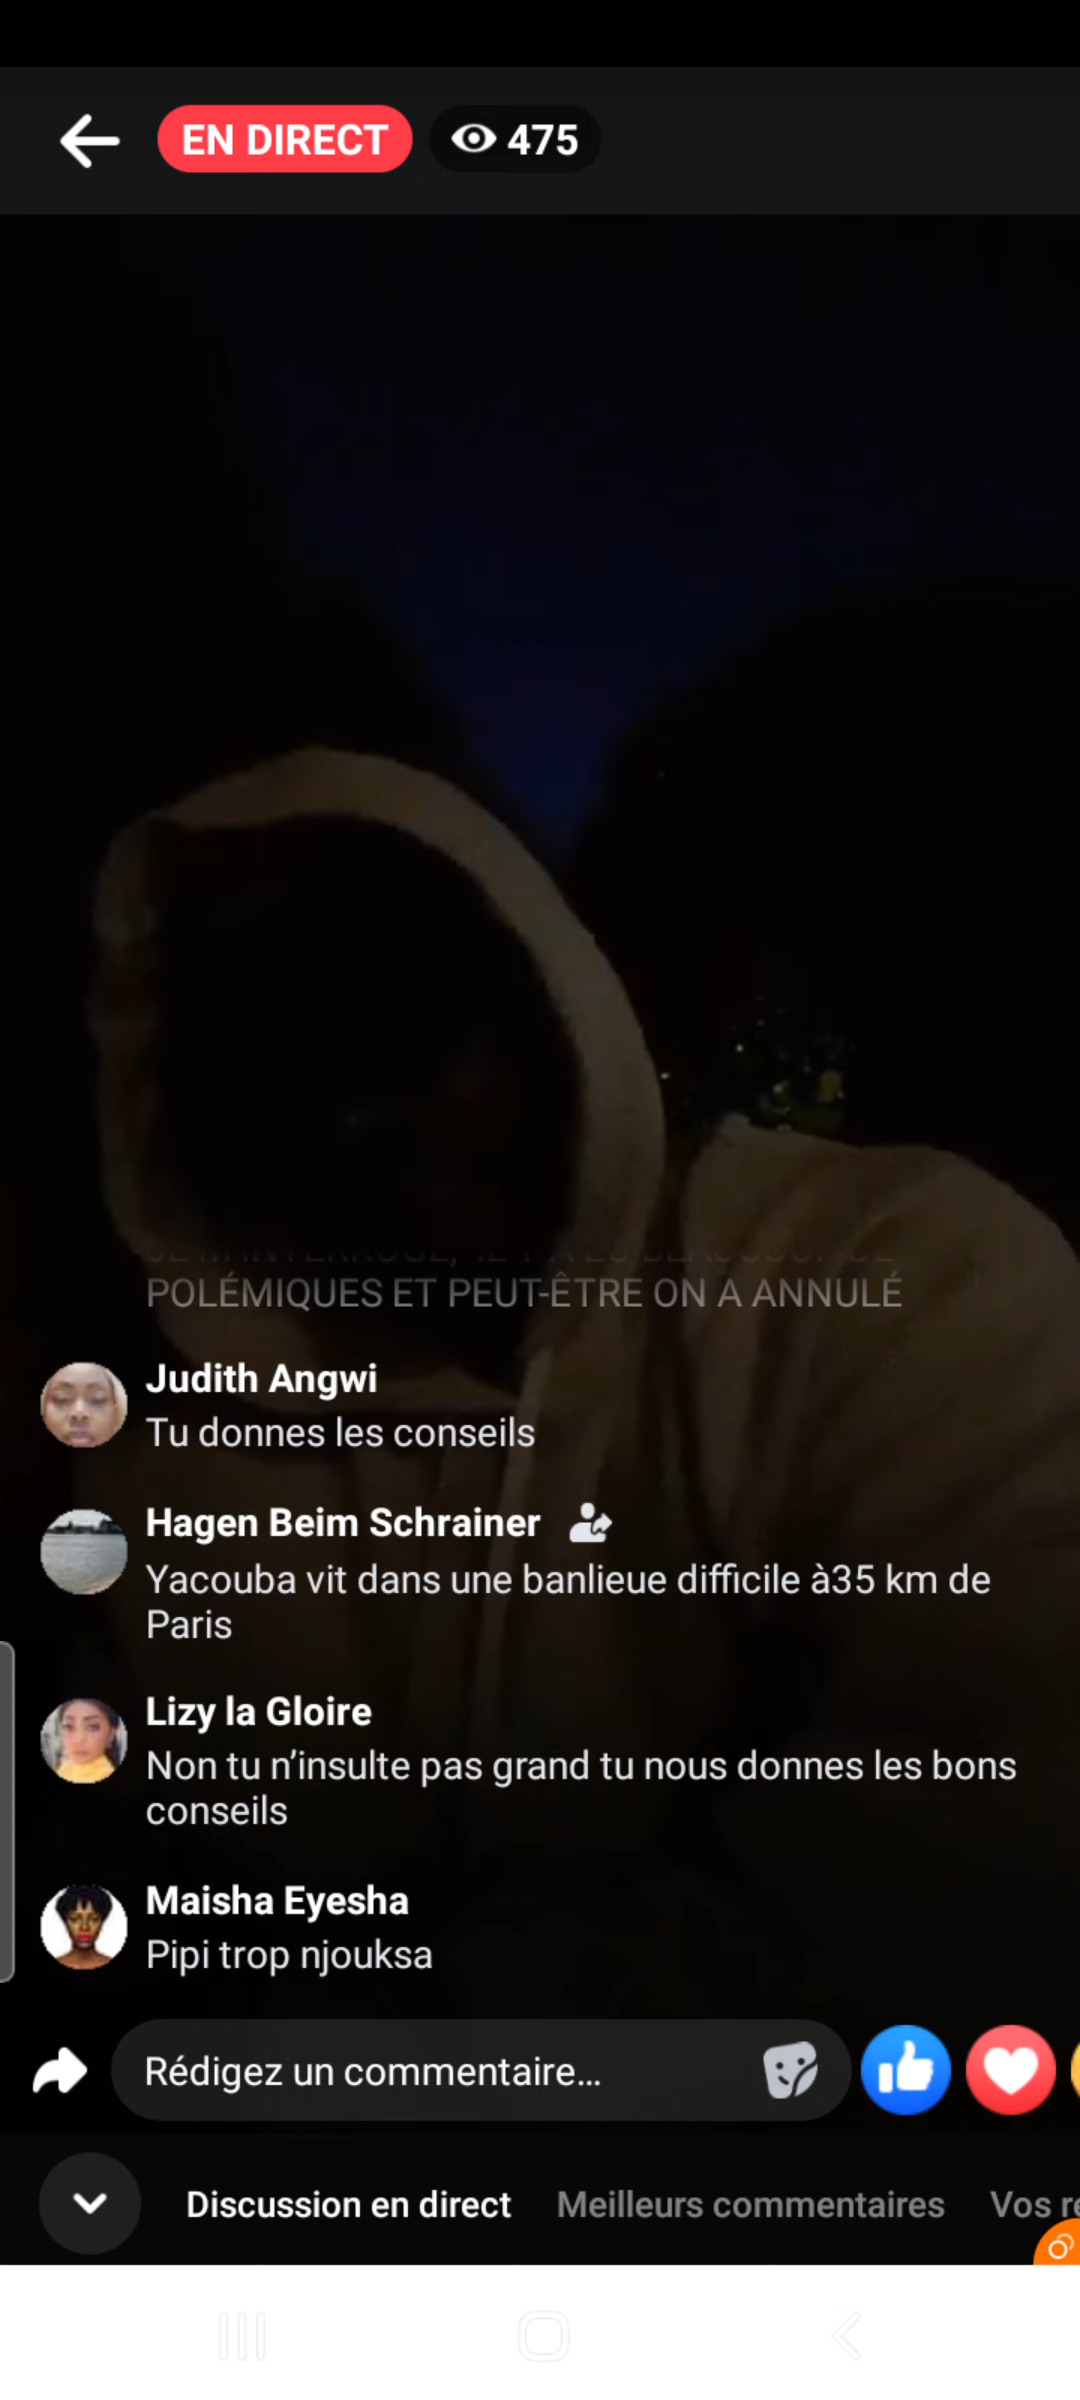 EN DIRECT
475
POLÉMIQUES ET PEUT-ÊTRE ON A ANNULÉ
Judith Angwi
Tu donnes les conseils
Hagen Beim Schrainer
Yacouba vit dans une banlieue difficile à35 km de
Paris
Lizy la Gloire
Non tu n’insulte pas grand tu nous donnes les bons
conseils
Maisha Eyesha
Pipi trop njouksa
Rédigez un commentaire...
Discussion en direct Meilleurs commentaires Vos